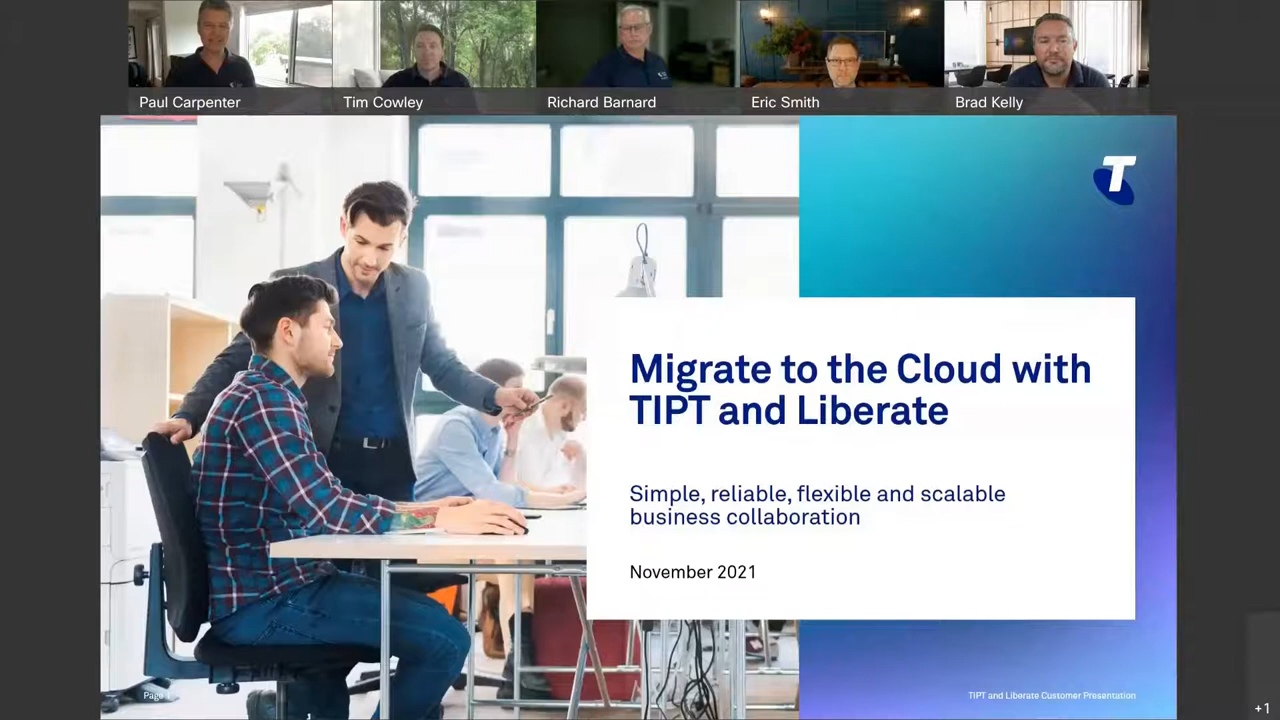 Paul Carpenter
Tim Cowley
Richard Barnard
Eric Smith
Brad Kelly
T
Migrate to the Cloud with
TIPT and Liberate
Simple, reliable, flexible and scalable
business collaboration
November 2021
Page
TIPT and Liberate Customer Presentation
+1